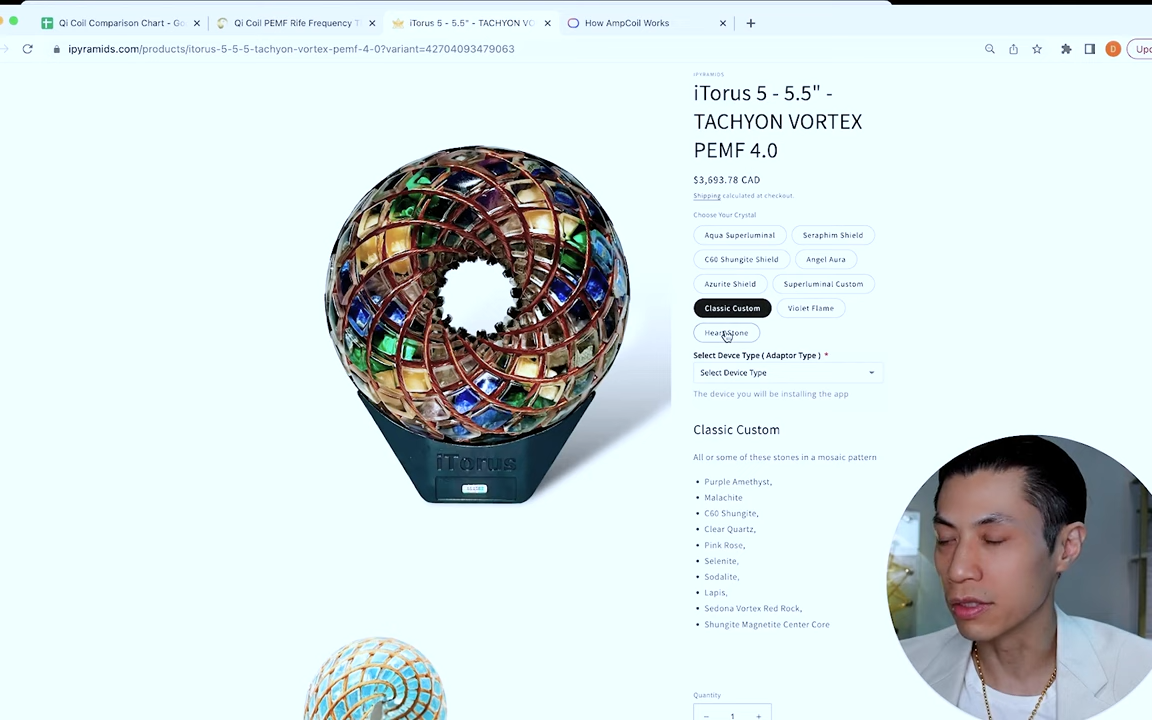 Qi Coil Comparison Chart - Go
Qi Coil PEMF Rife Frequency T
iTorus 5 - 5.5" - TACHYON VO
How AmpCoil Works
ipyramids.com/products/itorus-5-5-5-tachyon-vortex-pemf-4-0?variant=42704093479063
D
Upc
IPYRAMIDS
iTorus 5 - 5.5" -
TACHYON VORTEX
PEMF 4.0
$3,693.78 CAD
Shipping calculated at checkout.
Choose Your Crystal
Aqua Superluminal
Seraphim Shield
C60 Shungite Shield
Angel Aura
Azurite Shield
Superluminal Custom
Classic Custom
Violet Flame
Heart Stone
Select Devce Type ( Adaptor Type ) *
Select Device Type
The device you will be installing the app
Classic Custom
All or some of these stones in a mosaic pattern
Purple Amethyst,
Malachite
C60 Shungite,
Clear Quartz,
Pink Rose,
Selenite,
Sodalite,
Lapis,
Sedona Vortex Red Rock,
Shungite Magnetite Center Core
Quantity
1
iTorus